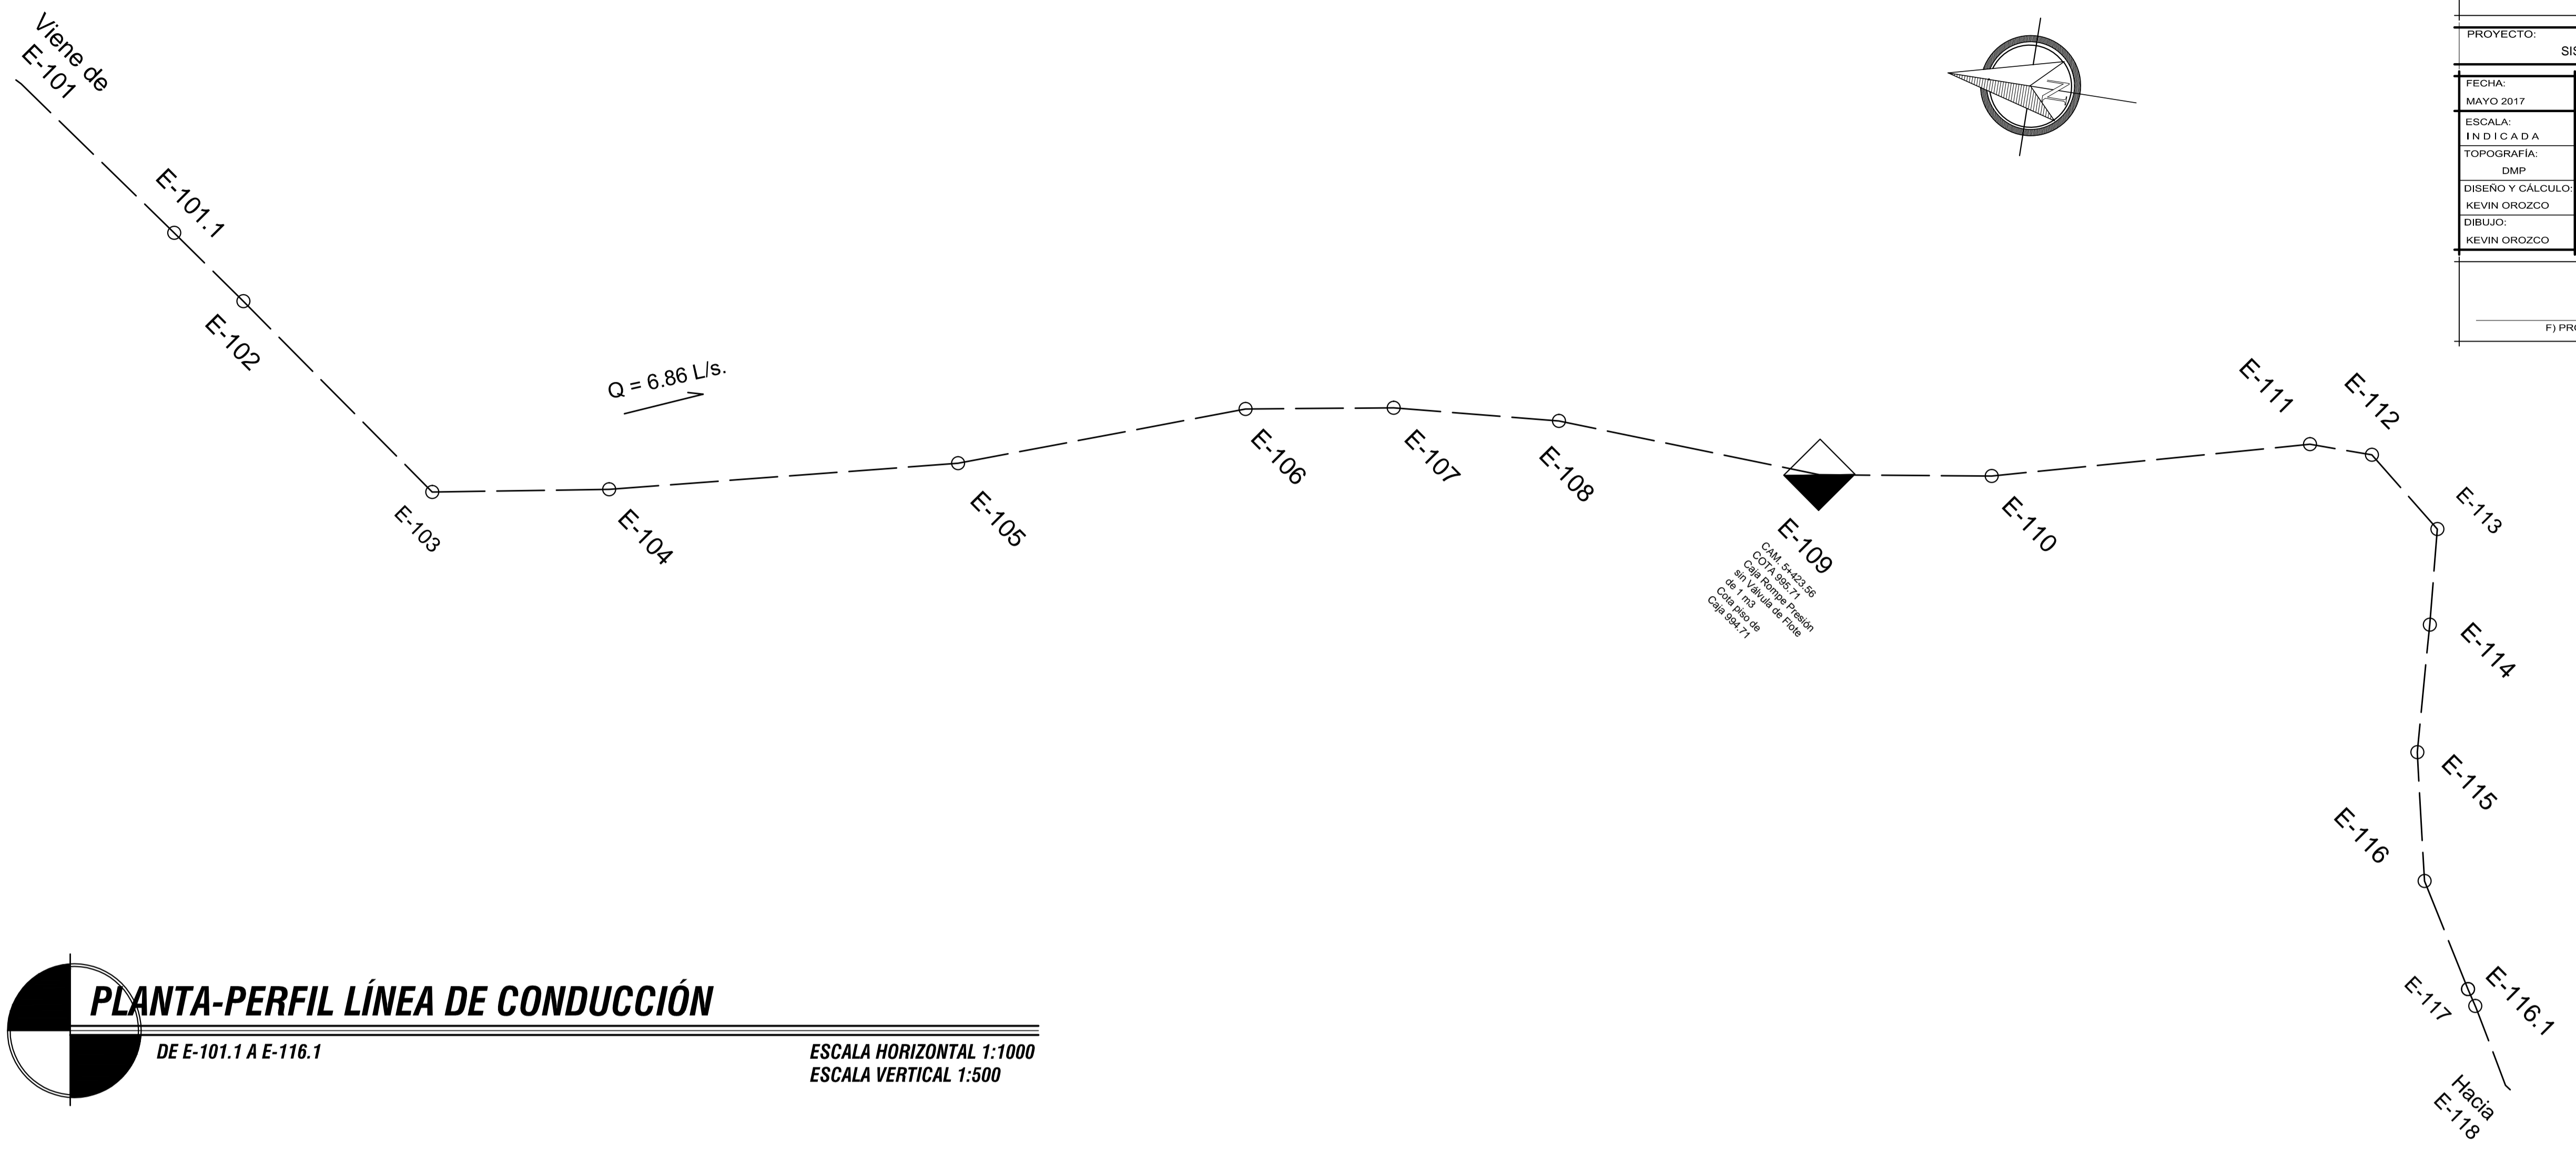 Viene de
E-101
E-101.1
E-102
E-103
Q = 6.86 L/s.
E-104
E-105
E-106
E-107
E-108
E-109
CAM. 5+423.56
COTA 995.71
Caja Rompe Presión
sin Válvula de Flote
de 1 m3
Cota piso de
Caja 994.71
E-110
E-111
E-112
E-113
E-114
E-115
E-116
E-116.1
E-117
Hacia
E-118
N
PROYECTO:
SIS
FECHA:
MAYO 2017
ESCALA:
INDICADA
TOPOGRAFÍA:
DMP
DISEÑO Y CÁLCULO:
KEVIN OROZCO
DIBUJO:
KEVIN OROZCO
F) PRO
PLANTA-PERFIL LÍNEA DE CONDUCCIÓN
DE E-101.1 A E-116.1
ESCALA HORIZONTAL 1:1000
ESCALA VERTICAL 1:500